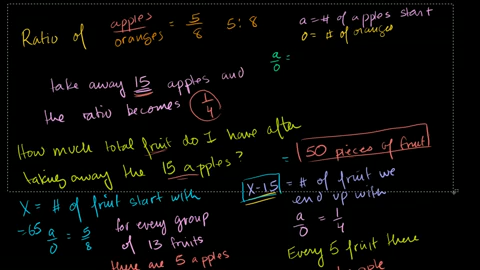 Ratio of apples/oranges = 5/8 5:8
a = # of apples start
o = # of oranges
a/o =
take away 15 apples and
the ratio becomes 1/4
How much total fruit do I have after
taking away the 15 apples?
= 50 pieces of fruit
X-15 = # of fruit we
end up with
a/o = 1/4
X = # of fruit start with
=65 a/o = 5/8
for every group
of 13 fruits
there are 5 apples
Every 5 fruit there
apple